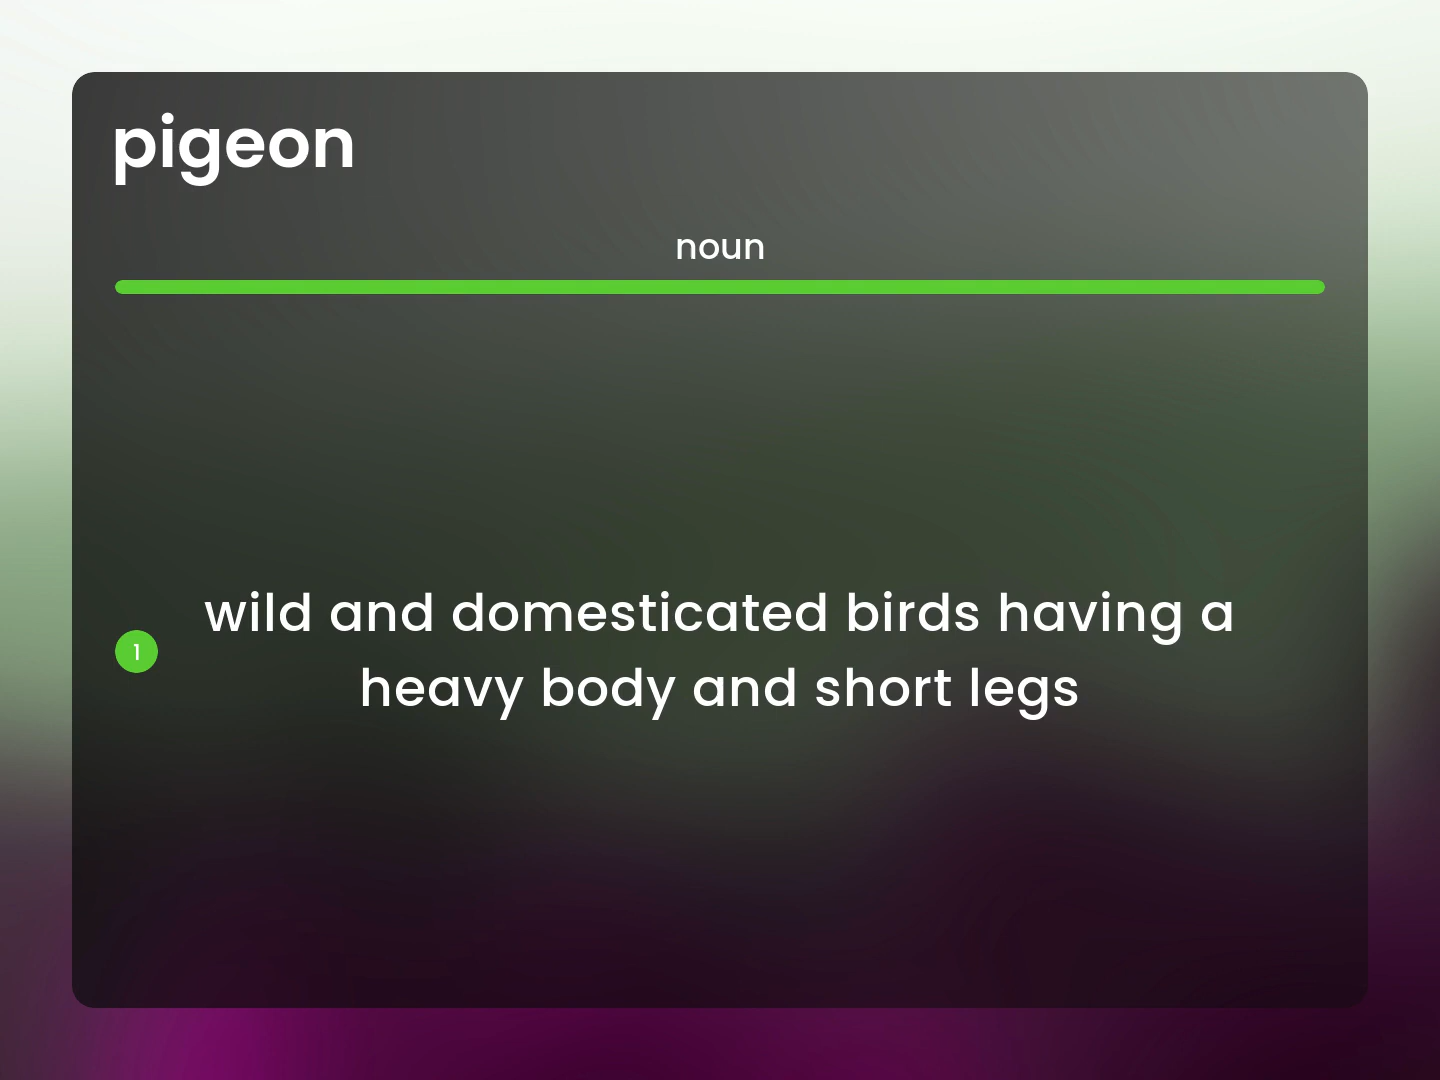 pigeon
noun
wild and domesticated birds having a
1
heavy body and short legs